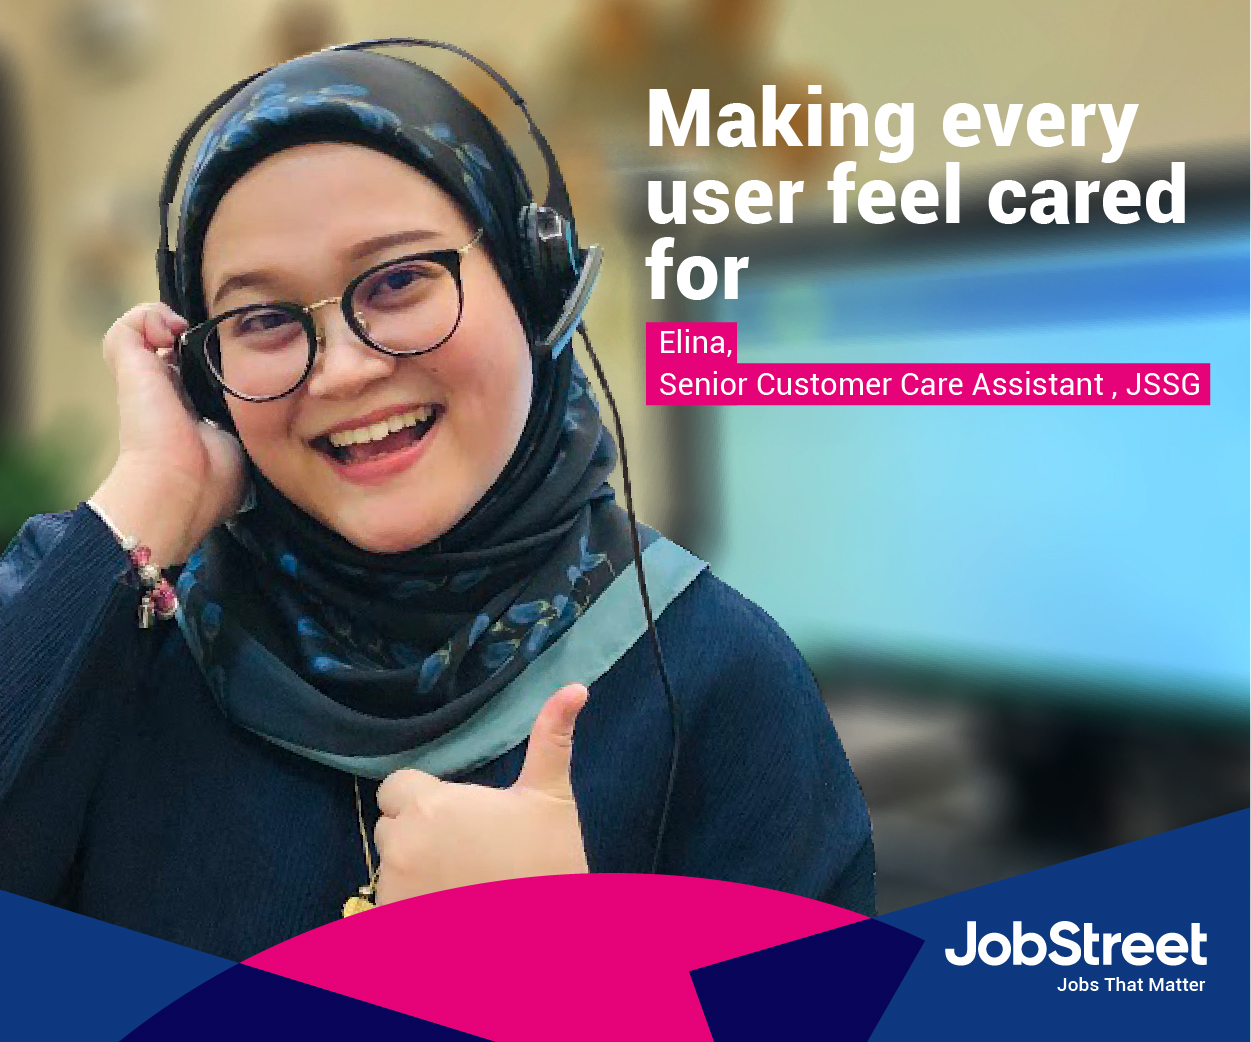 Making every
user feel cared
for
Elina,
Senior Customer Care Assistant , JSSG
JobStreet
Jobs That Matter